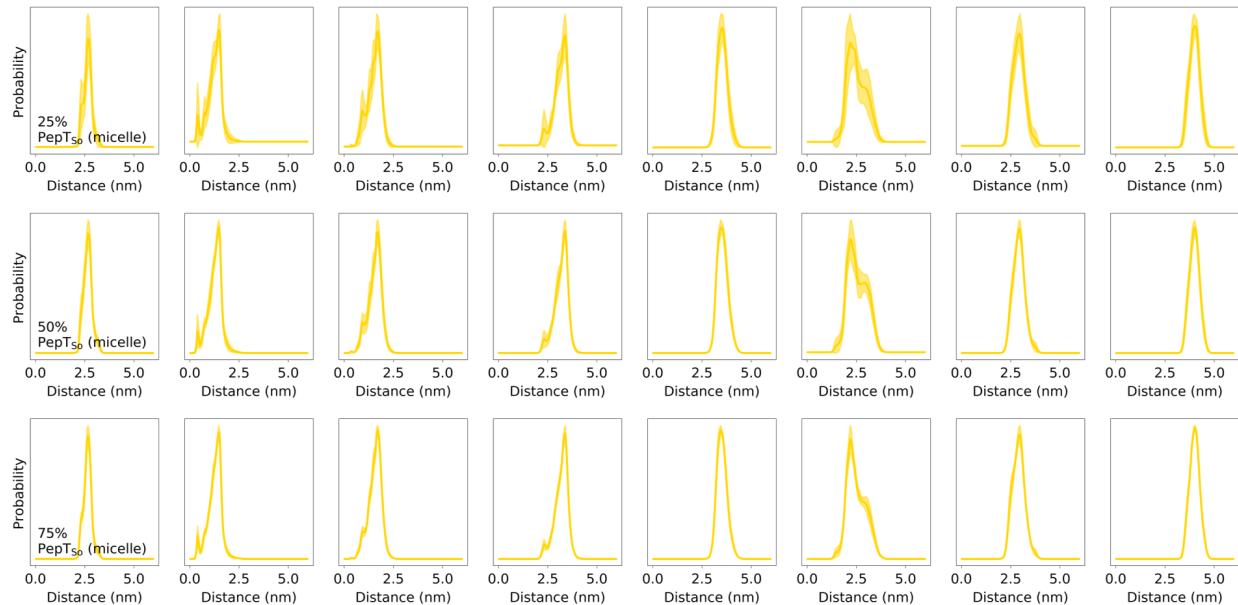 Probability
25%
PepTSo (micelle)
0.0 2.5 5.0 0.0 2.5 5.0 0.0 2.5 5.0 0.0 2.5 5.0 0.0 2.5 5.0 0.0 2.5 5.0 0.0 2.5 5.0 0.0 2.5 5.0
Distance (nm) Distance (nm) Distance (nm) Distance (nm) Distance (nm) Distance (nm) Distance (nm) Distance (nm)
Probability
50%
PepTSo (micelle)
0.0 2.5 5.0 0.0 2.5 5.0 0.0 2.5 5.0 0.0 2.5 5.0 0.0 2.5 5.0 0.0 2.5 5.0 0.0 2.5 5.0 0.0 2.5 5.0
Distance (nm) Distance (nm) Distance (nm) Distance (nm) Distance (nm) Distance (nm) Distance (nm) Distance (nm)
Probability
75%
PepTSo (micelle)
0.0 2.5 5.0 0.0 2.5 5.0 0.0 2.5 5.0 0.0 2.5 5.0 0.0 2.5 5.0 0.0 2.5 5.0 0.0 2.5 5.0 0.0 2.5 5.0
Distance (nm) Distance (nm) Distance (nm) Distance (nm) Distance (nm) Distance (nm) Distance (nm) Distance (nm)